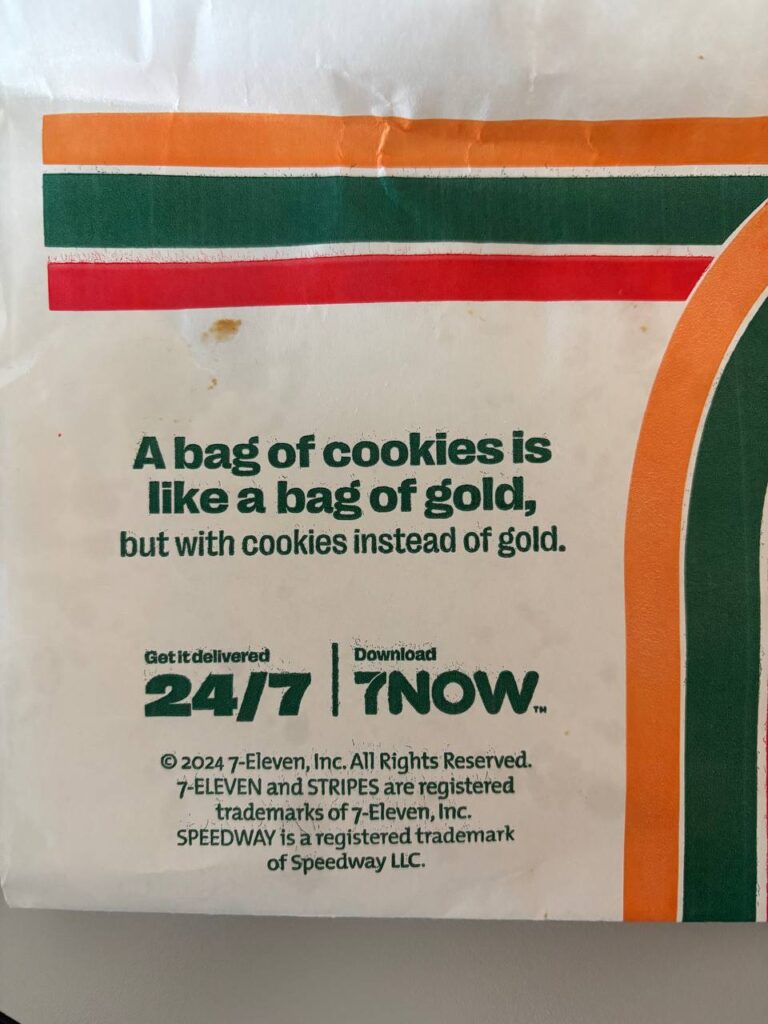 A bag of cookies is
like a bag of gold,
but with cookies instead of gold.
Get it delivered
24/7
Download
7NOW™
© 2024 7-Eleven, Inc. All Rights Reserved.
7-ELEVEN and STRIPES are registered
trademarks of 7-Eleven, Inc.
SPEEDWAY is a registered trademark
of Speedway LLC.